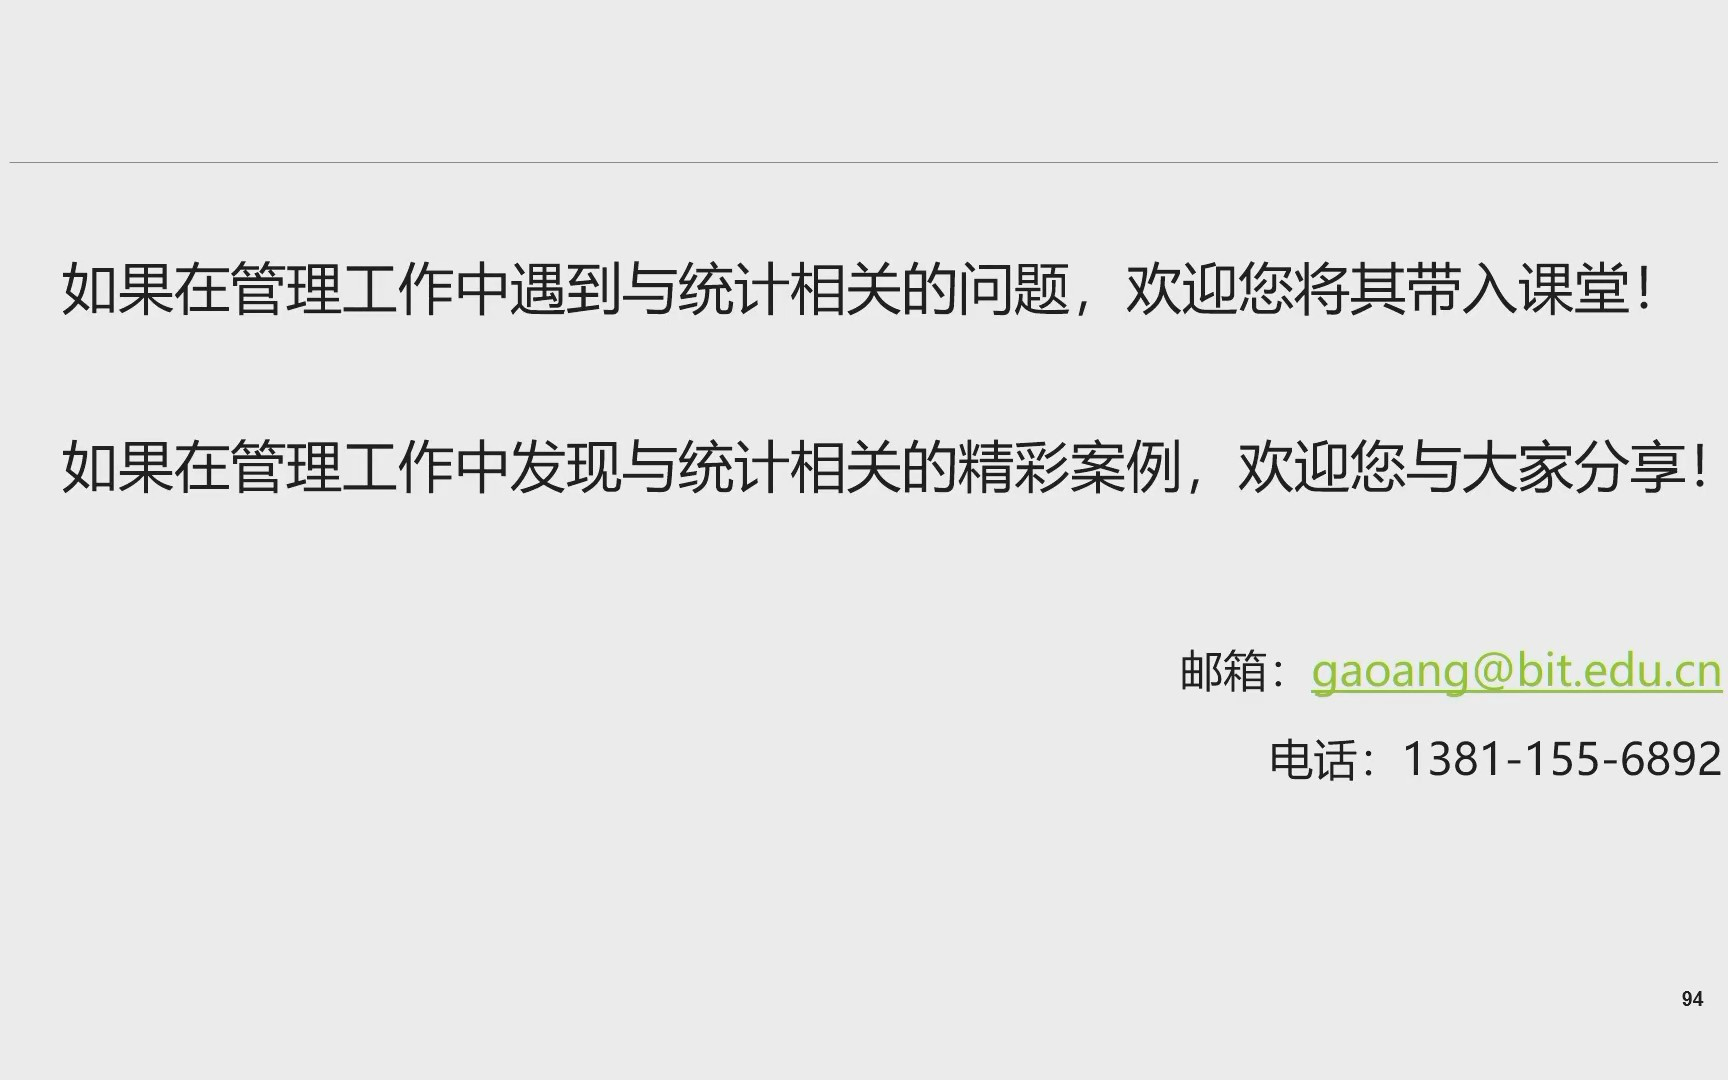 如果在管理工作中遇到与统计相关的问题，欢迎您将其带入课堂！
如果在管理工作中发现与统计相关的精彩案例，欢迎您与大家分享！
邮箱：gaoang@bit.edu.cn
电话：1381-155-6892
94